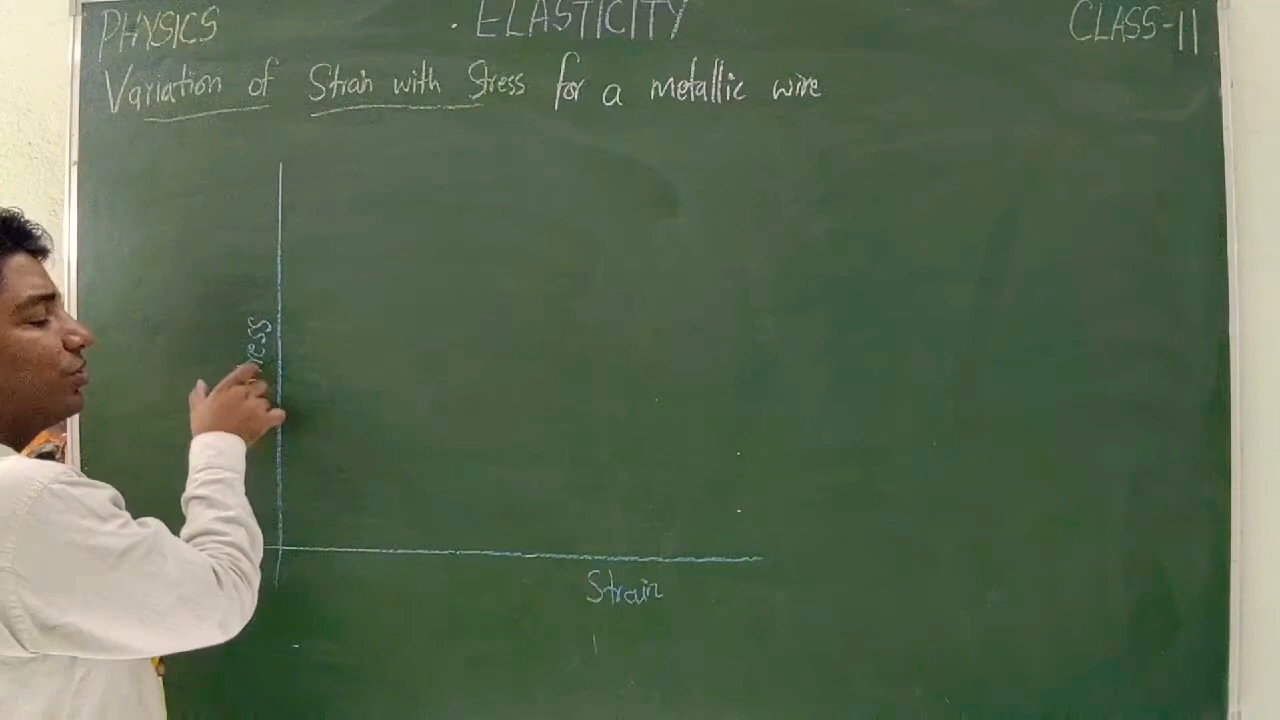 PHYSICS
ELASTICITY
CLASS-11
Variation of Strain with Stress for a metallic wire
Strain